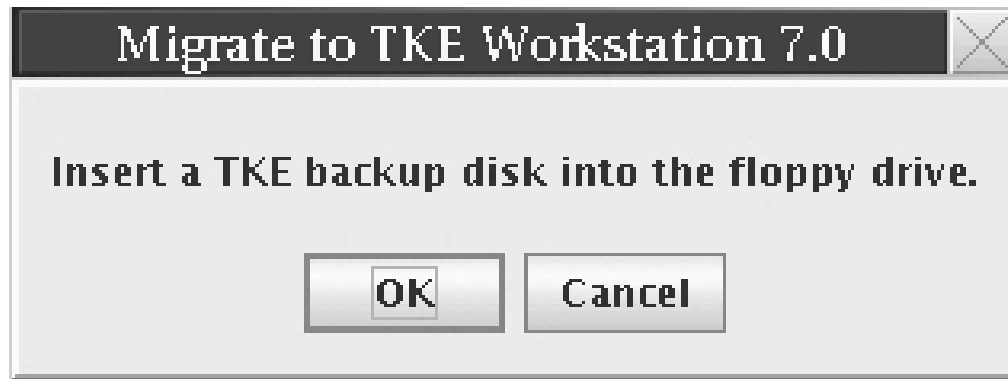 Migrate to TKE Workstation 7.0
Insert a TKE backup disk into the floppy drive.
OK
Cancel